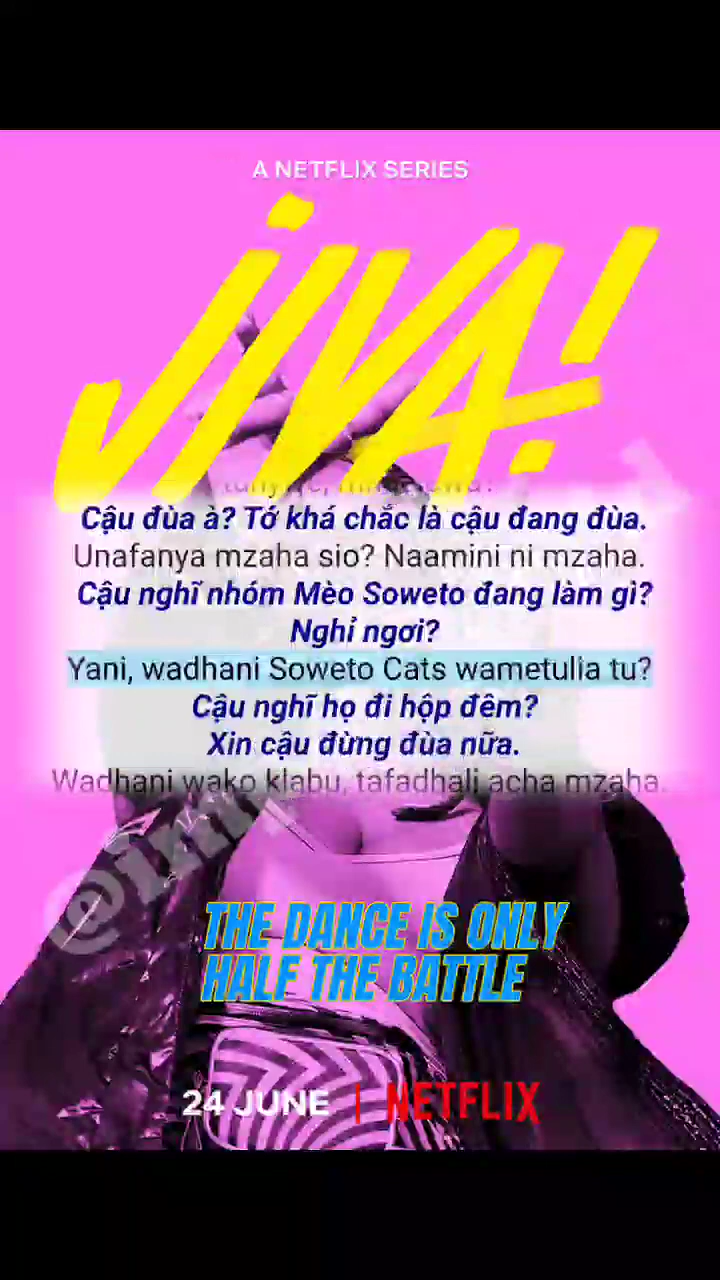 A NETFLIX SERIES
JIVA!
Cậu đùa à? Tớ khá chắc là cậu đang đùa.
Unafanya mzaha sio? Naamini ni mzaha.
Cậu nghĩ nhóm Mèo Soweto đang làm gì?
Nghỉ ngơi?
Yani, wadhani Soweto Cats wametulia tu?
Cậu nghĩ họ đi hộp đêm?
Xin cậu đừng đùa nữa.
Wadhani wako klabu, tafadhali acha mzaha.
THE DANCE IS ONLY
HALF THE BATTLE
24 JUNE | NETFLIX